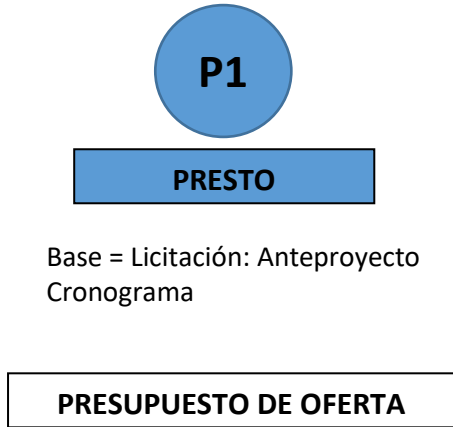 P1
PRESTO
Base = Licitación: Anteproyecto
Cronograma
PRESUPUESTO DE OFERTA